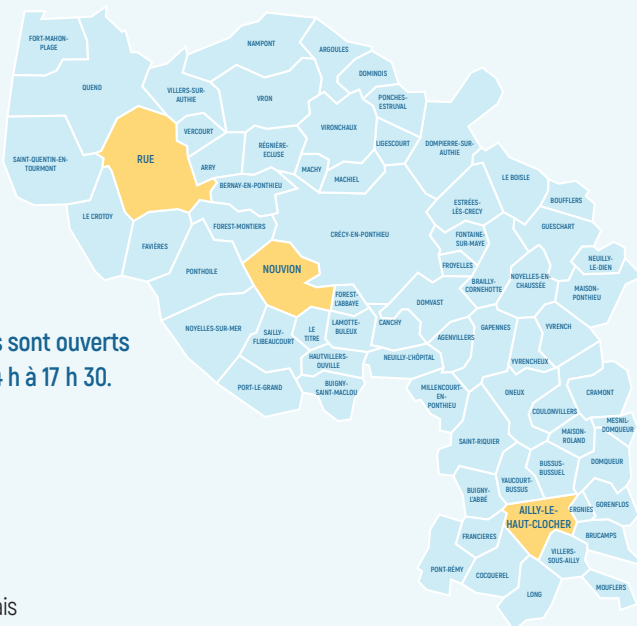 FORT-MAHON-
PLAGE
NAMPONT
ARGOULES
DOMINOIS
QUEND
VILLERS-SUR-
AUTHIE
VRON
PONCHES-
ESTRUVAL
VERCOURT
VIRONCHAUX
LIGESCOURT
DOMPIERRE-SUR-
AUTHIE
SAINT-QUENTIN-EN-
TOURMONT
RUE
ARRY
RÉGNIÈRE-
ECLUSE
MACHY
MACHIEL
BERNAY-EN-PONTHIEU
LE BOISLE
BOUFFLERS
ESTRÉES-
LÈS-CRECY
LE CROTOY
FAVIÈRES
FOREST-MONTIERS
CRÉCY-EN-PONTHIEU
FONTAINE-
SUR-MAYE
GUESCHART
PONTHOILE
NOUVION
FROYELLES
BRAILLY-
CORNEHOTTE
NOYELLES-EN-
CHAUSSÉE
NEUILLY-
LE-DIEN
MAISON-
PONTHIEU
FOREST-
L'ABBAYE
DOMVAST
NOYELLES-SUR-MER
SAILLY-
FLIBEAUCOURT
LE
TITRE
LAMOTTE-
BULEUX
CANCHY
AGENVILLERS
GAPENNES
YVRENCH
s sont ouverts
4 h à 17 h 30.
HAUTVILLERS-
OUVILLE
NEUILLY-L'HÔPITAL
YVRENCHEUX
PORT-LE-GRAND
BUIGNY-
SAINT-MACLOU
MILLENCOURT-
EN-
PONTHIEU
ONEUX
CRAMONT
COULONVILLERS
MESNIL-
DOMQUEUR
SAINT-RIQUIER
MAISON-
ROLAND
BUSSUS-
BUSSUEL
DOMQUEUR
BUIGNY-
L'ABBÉ
YAUCOURT-
BUSSUS
AILLY-LE-
HAUT-CLOCHER
ERGNIES
GORENFLOS
FRANCIERES
BRUCAMPS
VILLERS-
SOUS-AILLY
PONT-RÉMY
COCQUEREL
LONG
MOUFLERS
ais